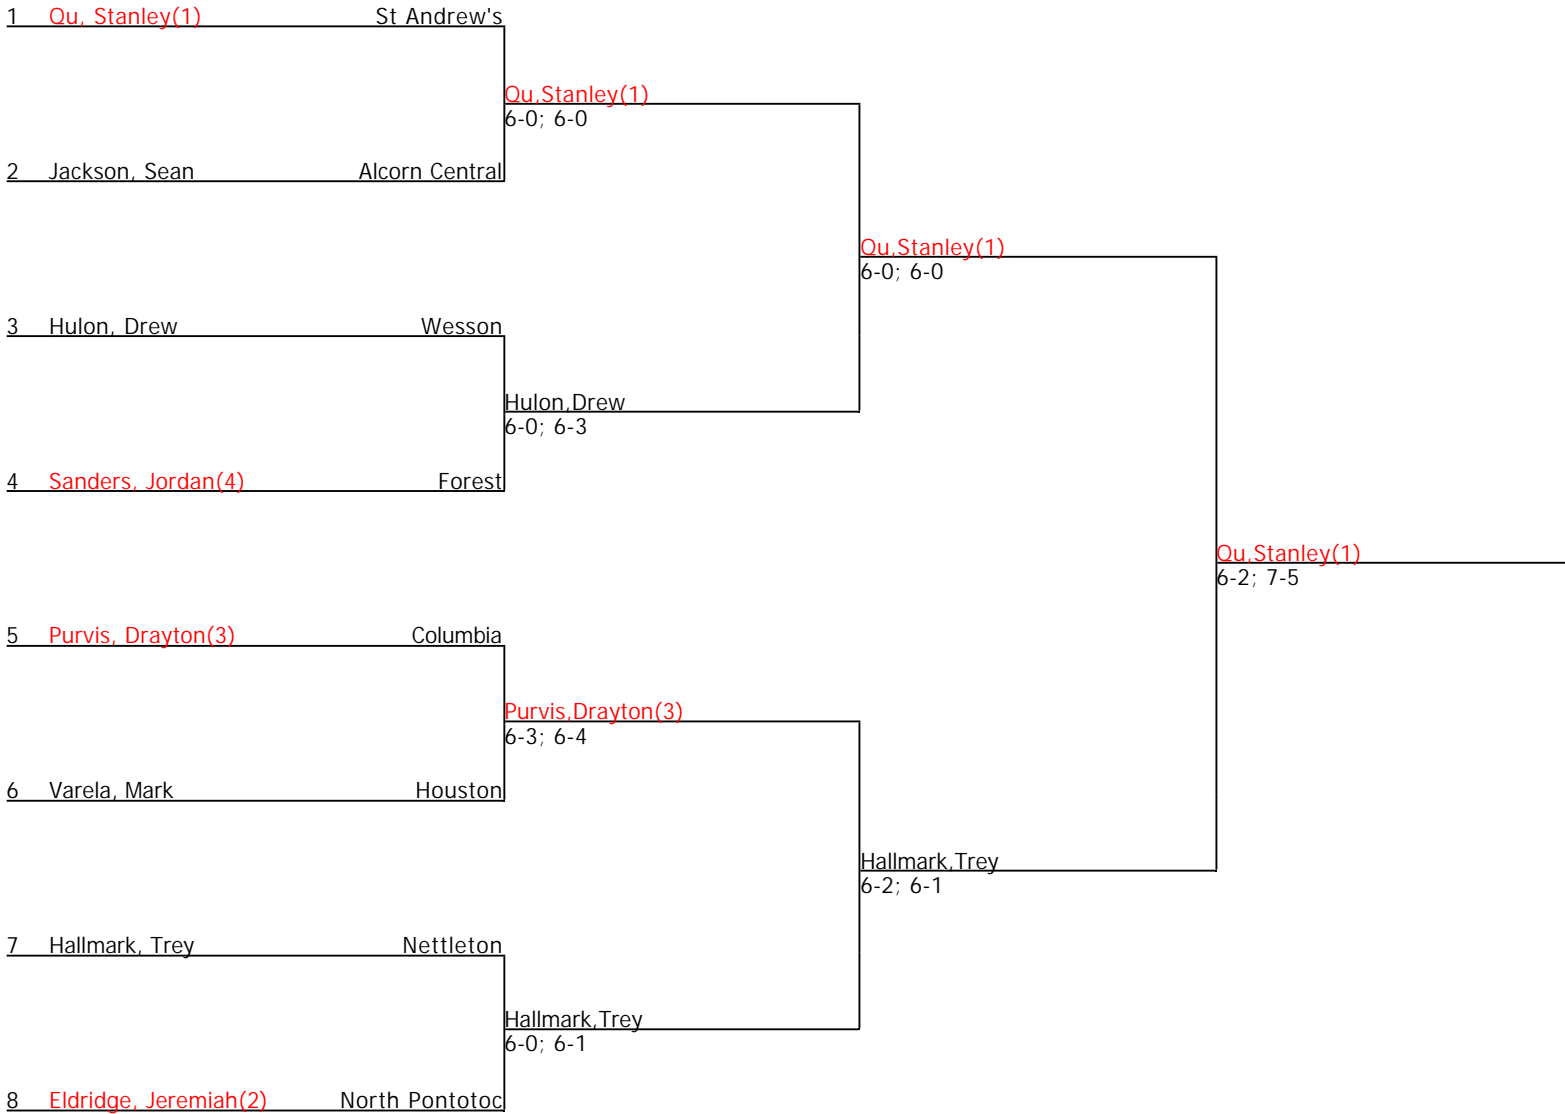 1 Qu, Stanley(1) St Andrew's
Qu,Stanley(1)
6-0; 6-0
2 Jackson, Sean Alcorn Central
Qu,Stanley(1)
6-0; 6-0
3 Hulon, Drew Wesson
Hulon,Drew
6-0; 6-3
4 Sanders, Jordan(4) Forest
Qu,Stanley(1)
6-2; 7-5
5 Purvis, Drayton(3) Columbia
Purvis,Drayton(3)
6-3; 6-4
6 Varela, Mark Houston
Hallmark,Trey
6-2; 6-1
7 Hallmark, Trey Nettleton
Hallmark,Trey
6-0; 6-1
8 Eldridge, Jeremiah(2) North Pontotoc